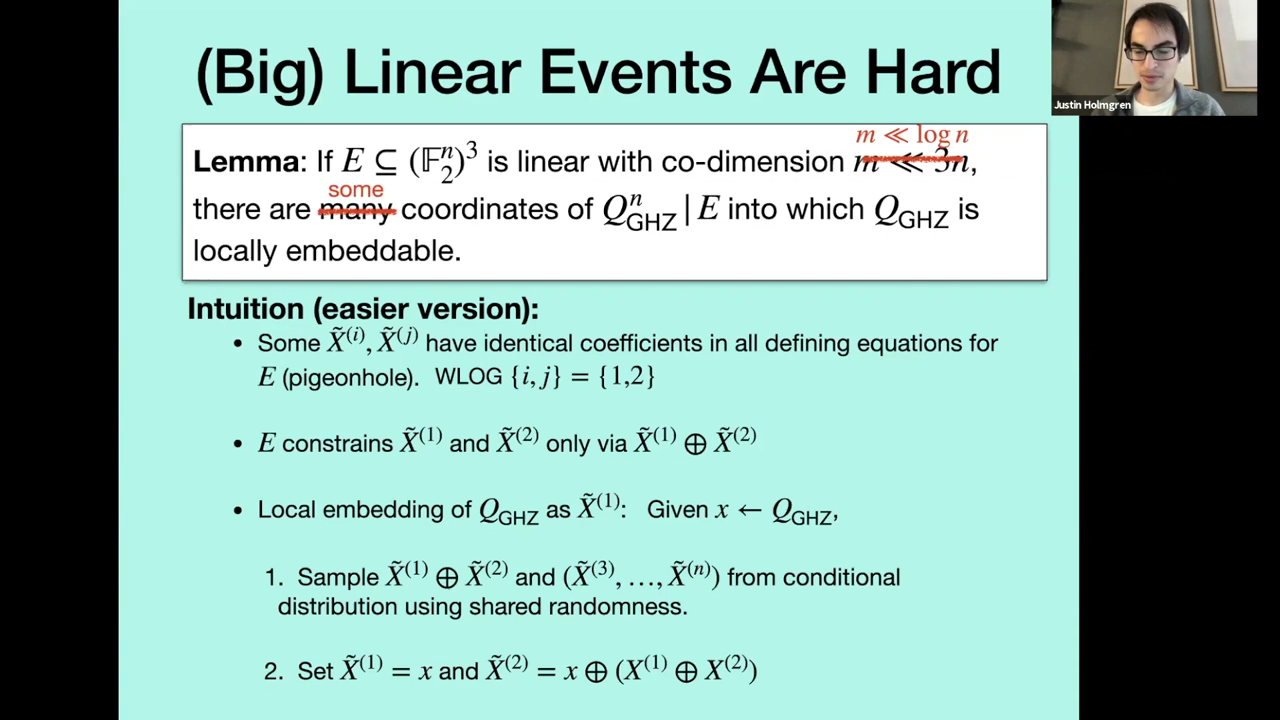 (Big) Linear Events Are Hard
Justin Holmgren
m ≪ log n
Lemma: If E ⊆ (𝔽₂ⁿ)³ is linear with co-dimension m ≪ 3n,
some
there are many coordinates of Qⁿ_GHZ | E into which Q_GHZ is
locally embeddable.
Intuition (easier version):
• Some X̃⁽ⁱ⁾, X̃⁽ʲ⁾ have identical coefficients in all defining equations for
E (pigeonhole). WLOG {i, j} = {1,2}
• E constrains X̃⁽¹⁾ and X̃⁽²⁾ only via X̃⁽¹⁾ ⊕ X̃⁽²⁾
• Local embedding of Q_GHZ as X̃⁽¹⁾: Given x ← Q_GHZ,
1. Sample X̃⁽¹⁾ ⊕ X̃⁽²⁾ and (X̃⁽³⁾, …, X̃⁽ⁿ⁾) from conditional
distribution using shared randomness.
2. Set X̃⁽¹⁾ = x and X̃⁽²⁾ = x ⊕ (X⁽¹⁾ ⊕ X⁽²⁾)